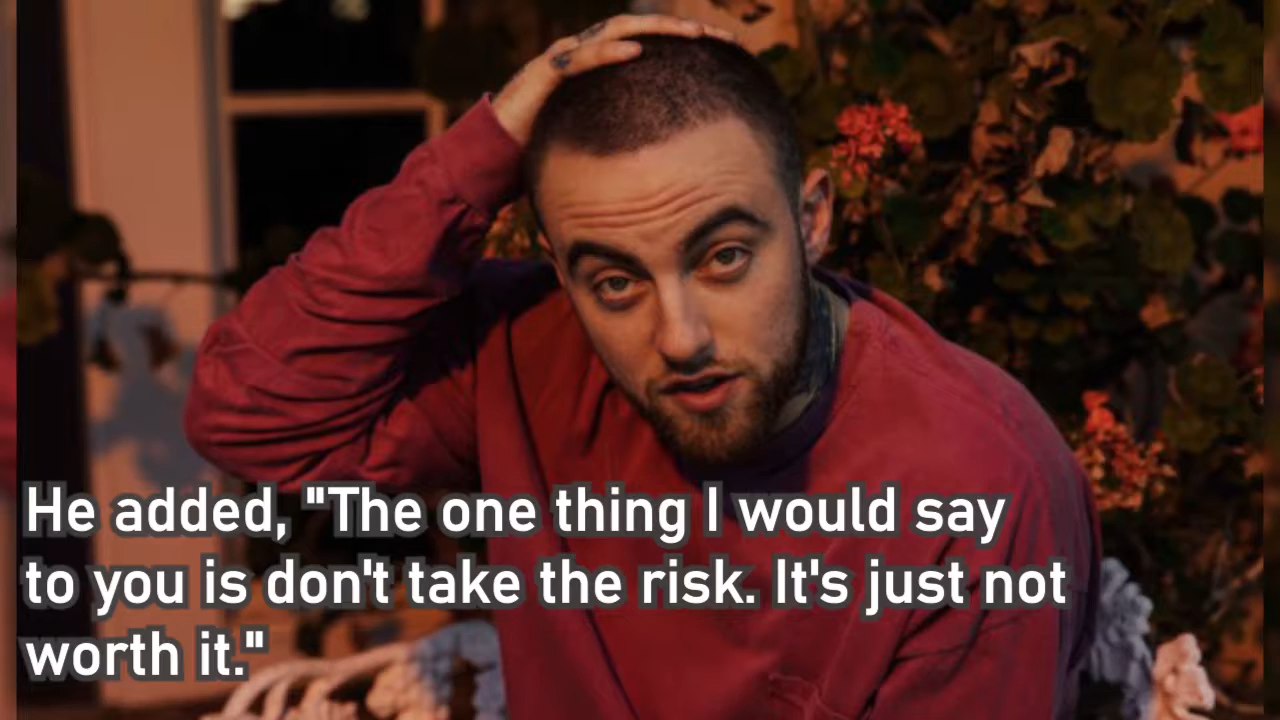 He added, "The one thing I would say
to you is don't take the risk. It's just not
worth it."